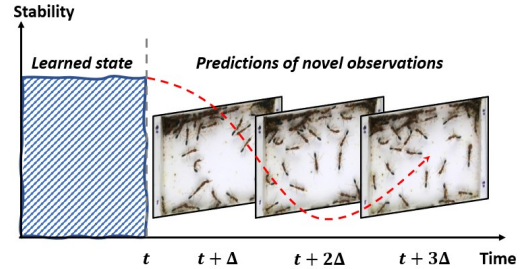 Stability
Learned state
Predictions of novel observations
t
t + Δ
t + 2Δ
t + 3Δ
Time